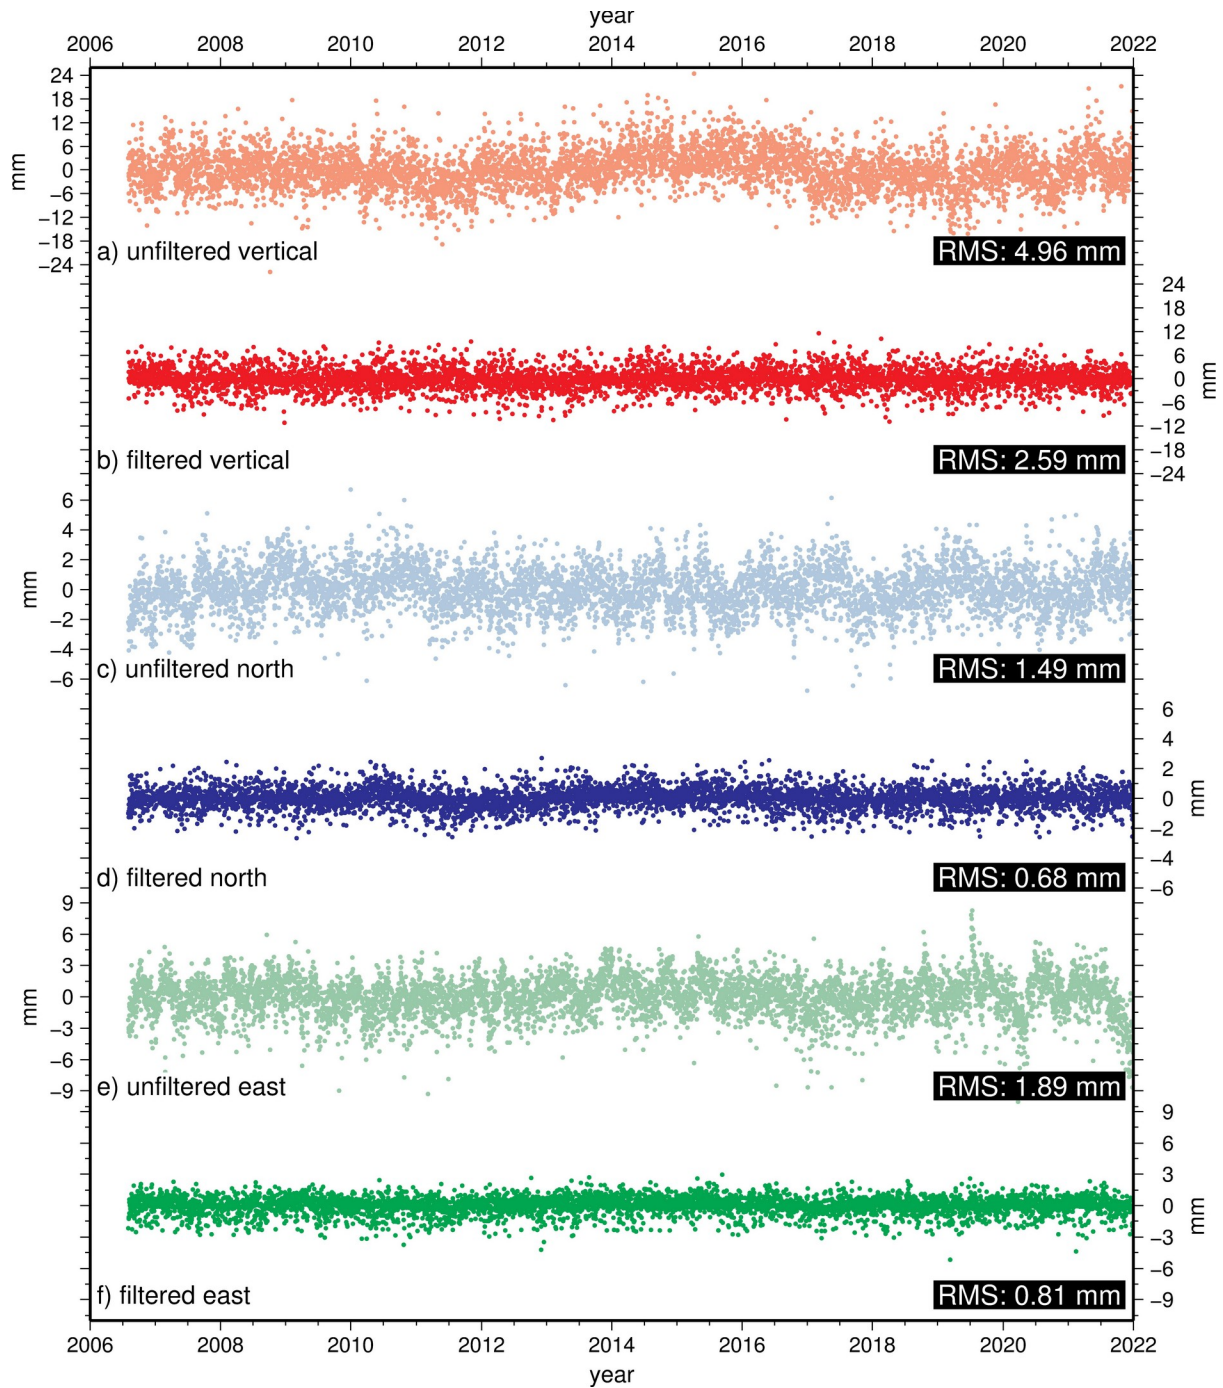 year
2006 2008 2010 2012 2014 2016 2018 2020 2022
24
18
12
6
0
−6
−12
−18
−24
mm
a) unfiltered vertical
RMS: 4.96 mm
24
18
12
6
0
−6
−12
−18
−24
mm
b) filtered vertical
RMS: 2.59 mm
6
4
2
0
−2
−4
−6
mm
c) unfiltered north
RMS: 1.49 mm
6
4
2
0
−2
−4
−6
mm
d) filtered north
RMS: 0.68 mm
9
6
3
0
−3
−6
−9
mm
e) unfiltered east
RMS: 1.89 mm
9
6
3
0
−3
−6
−9
mm
f) filtered east
RMS: 0.81 mm
2006 2008 2010 2012 2014 2016 2018 2020 2022
year